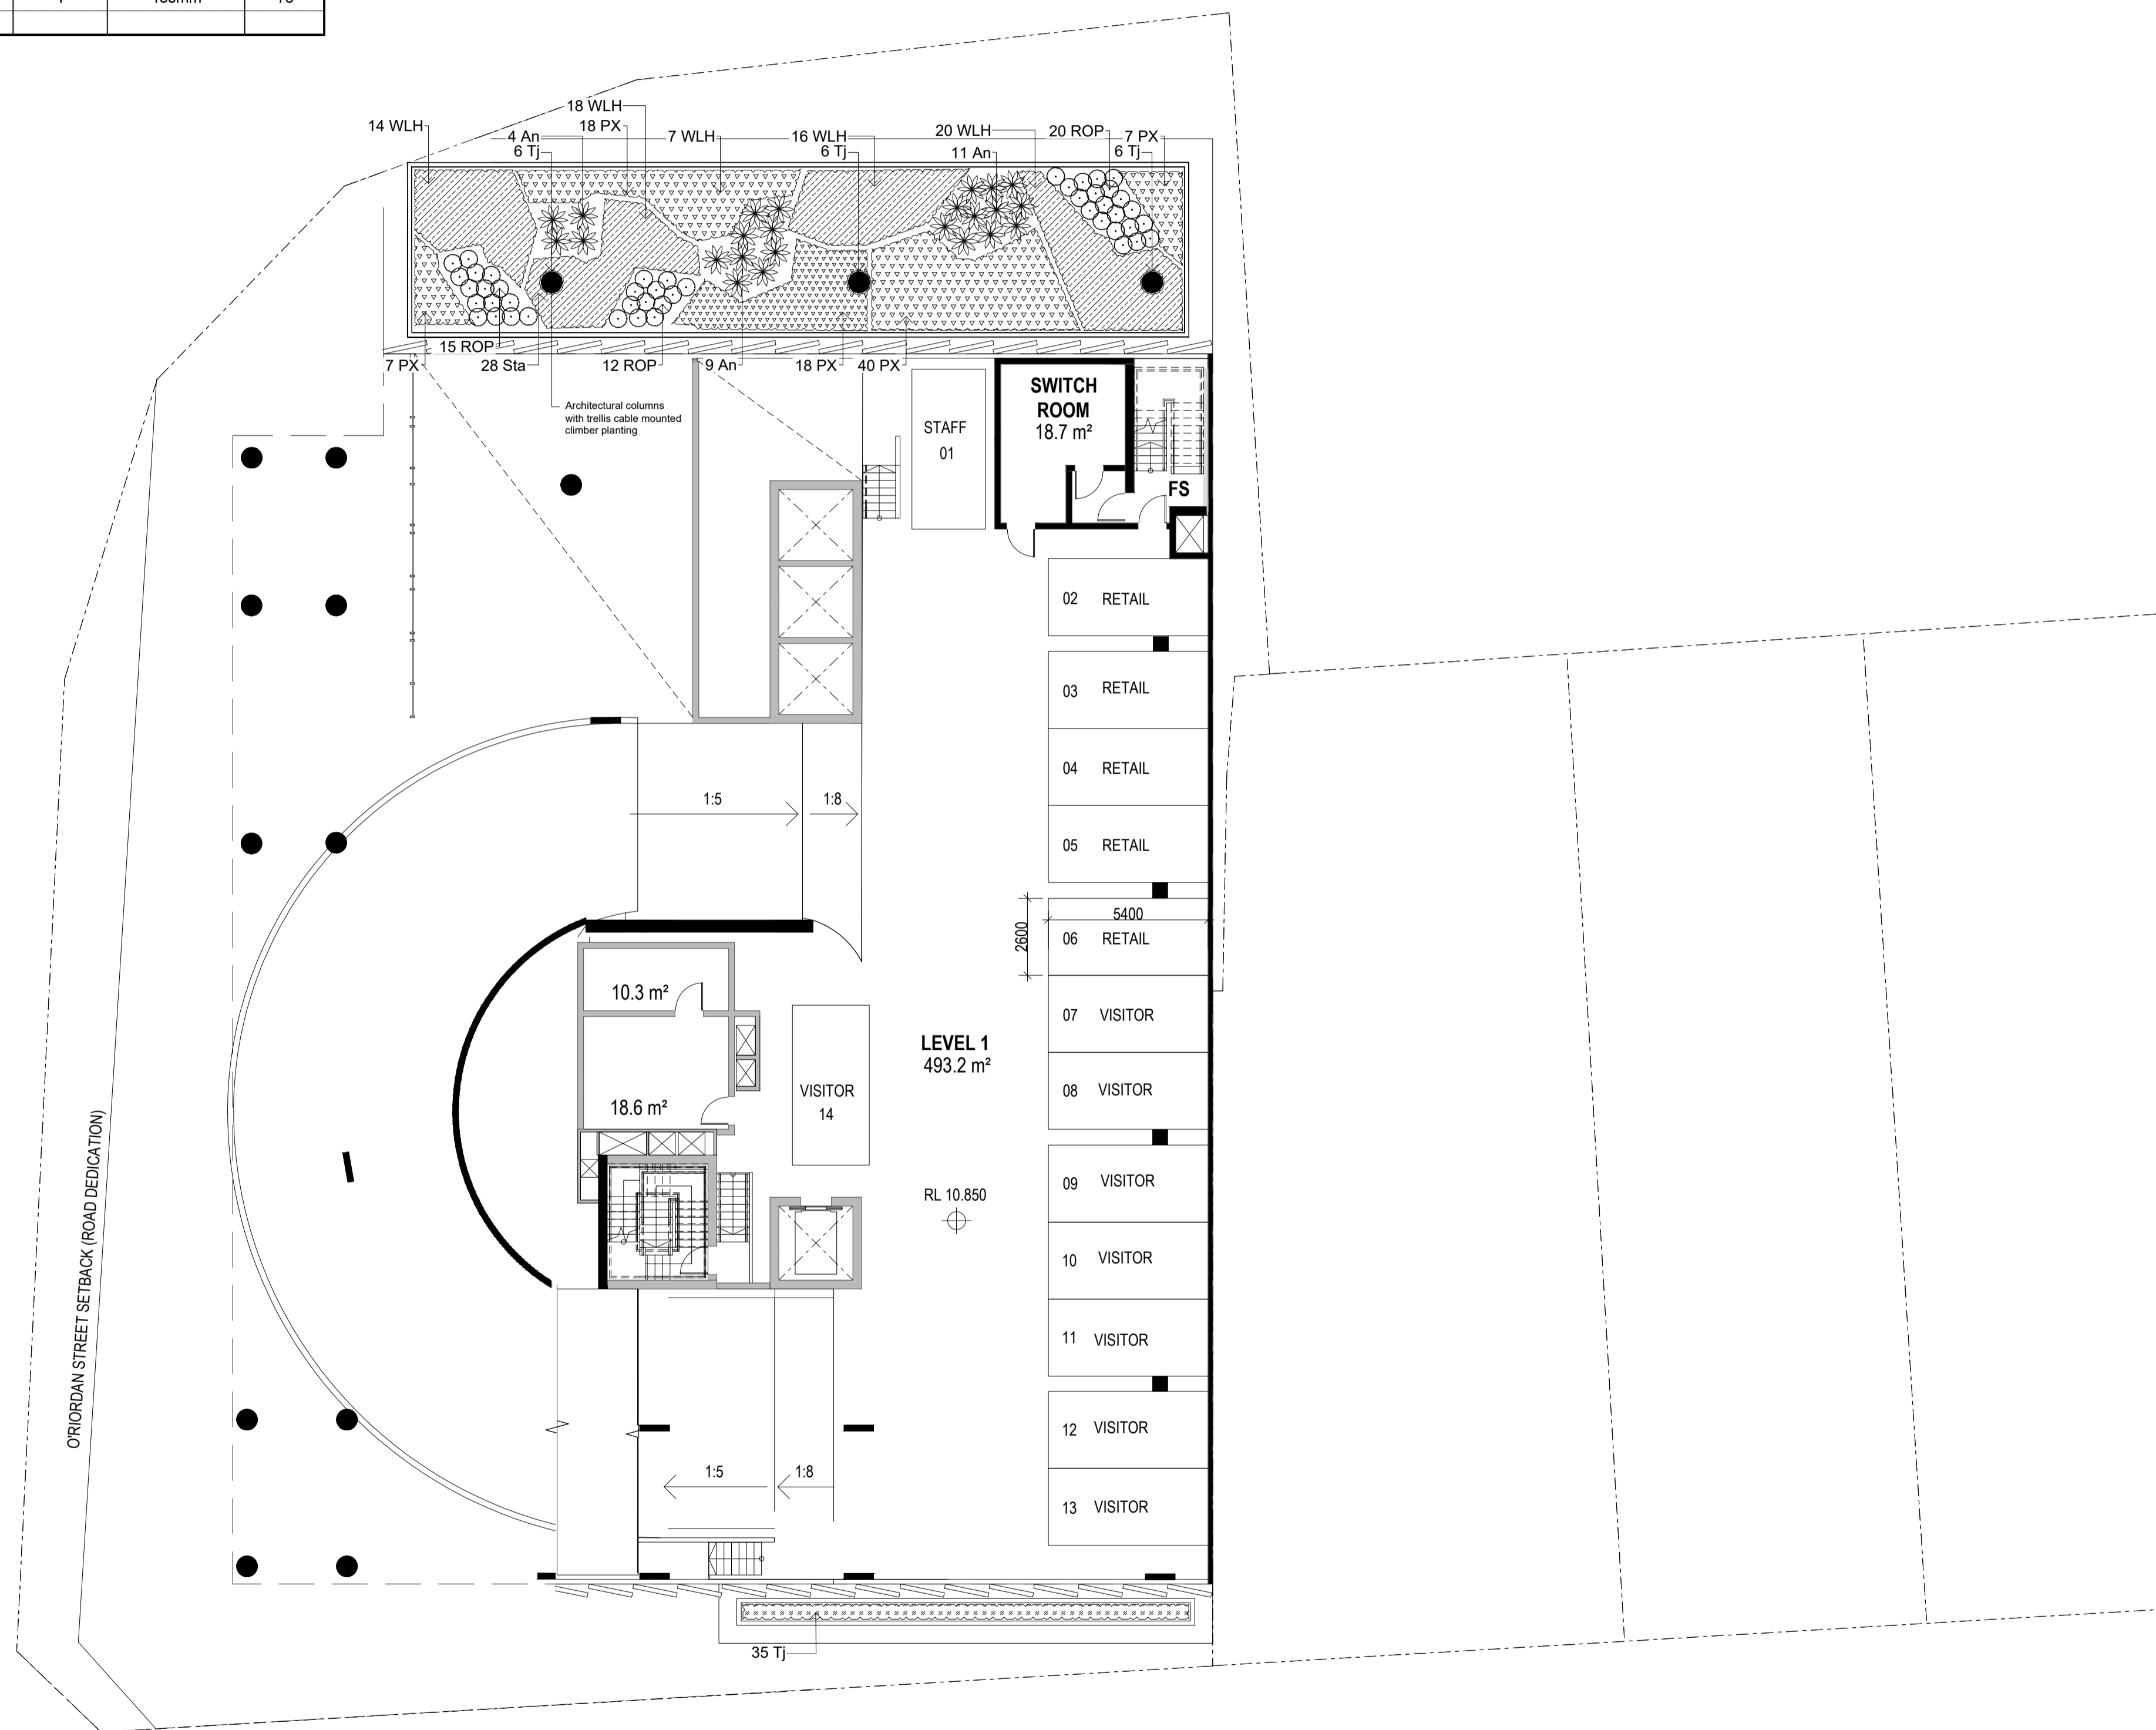 18 WLH
14 WLH
4 An
18 PX
7 WLH
16 WLH
20 WLH
20 ROP
7 PX
6 Tj
6 Tj
11 An
6 Tj
15 ROP
7 PX
28 Sta
12 ROP
9 An
18 PX
40 PX
Architectural columns
with trellis cable mounted
climber planting
STAFF
01
SWITCH
ROOM
18.7 m²
FS
02 RETAIL
03 RETAIL
04 RETAIL
1:5
1:8
05 RETAIL
5400
2600
06 RETAIL
10.3 m²
07 VISITOR
LEVEL 1
493.2 m²
VISITOR
14
08 VISITOR
18.6 m²
09 VISITOR
RL 10.850
10 VISITOR
O'RIORDAN STREET SETBACK (ROAD DEDICATION)
11 VISITOR
12 VISITOR
1:5
1:8
13 VISITOR
35 Tj